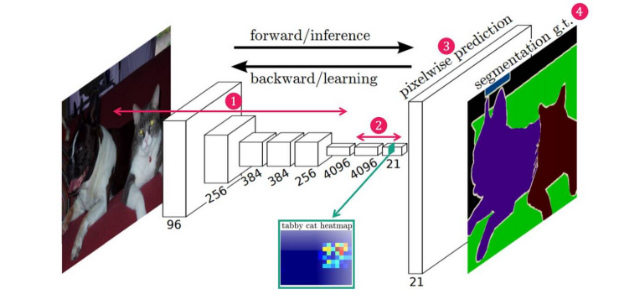 4
forward/inference
3
pixelwise prediction
segmentation g.t.
backward/learning
1
2
96
256
384
384
256
4096
4096
21
tabby cat heatmap
21